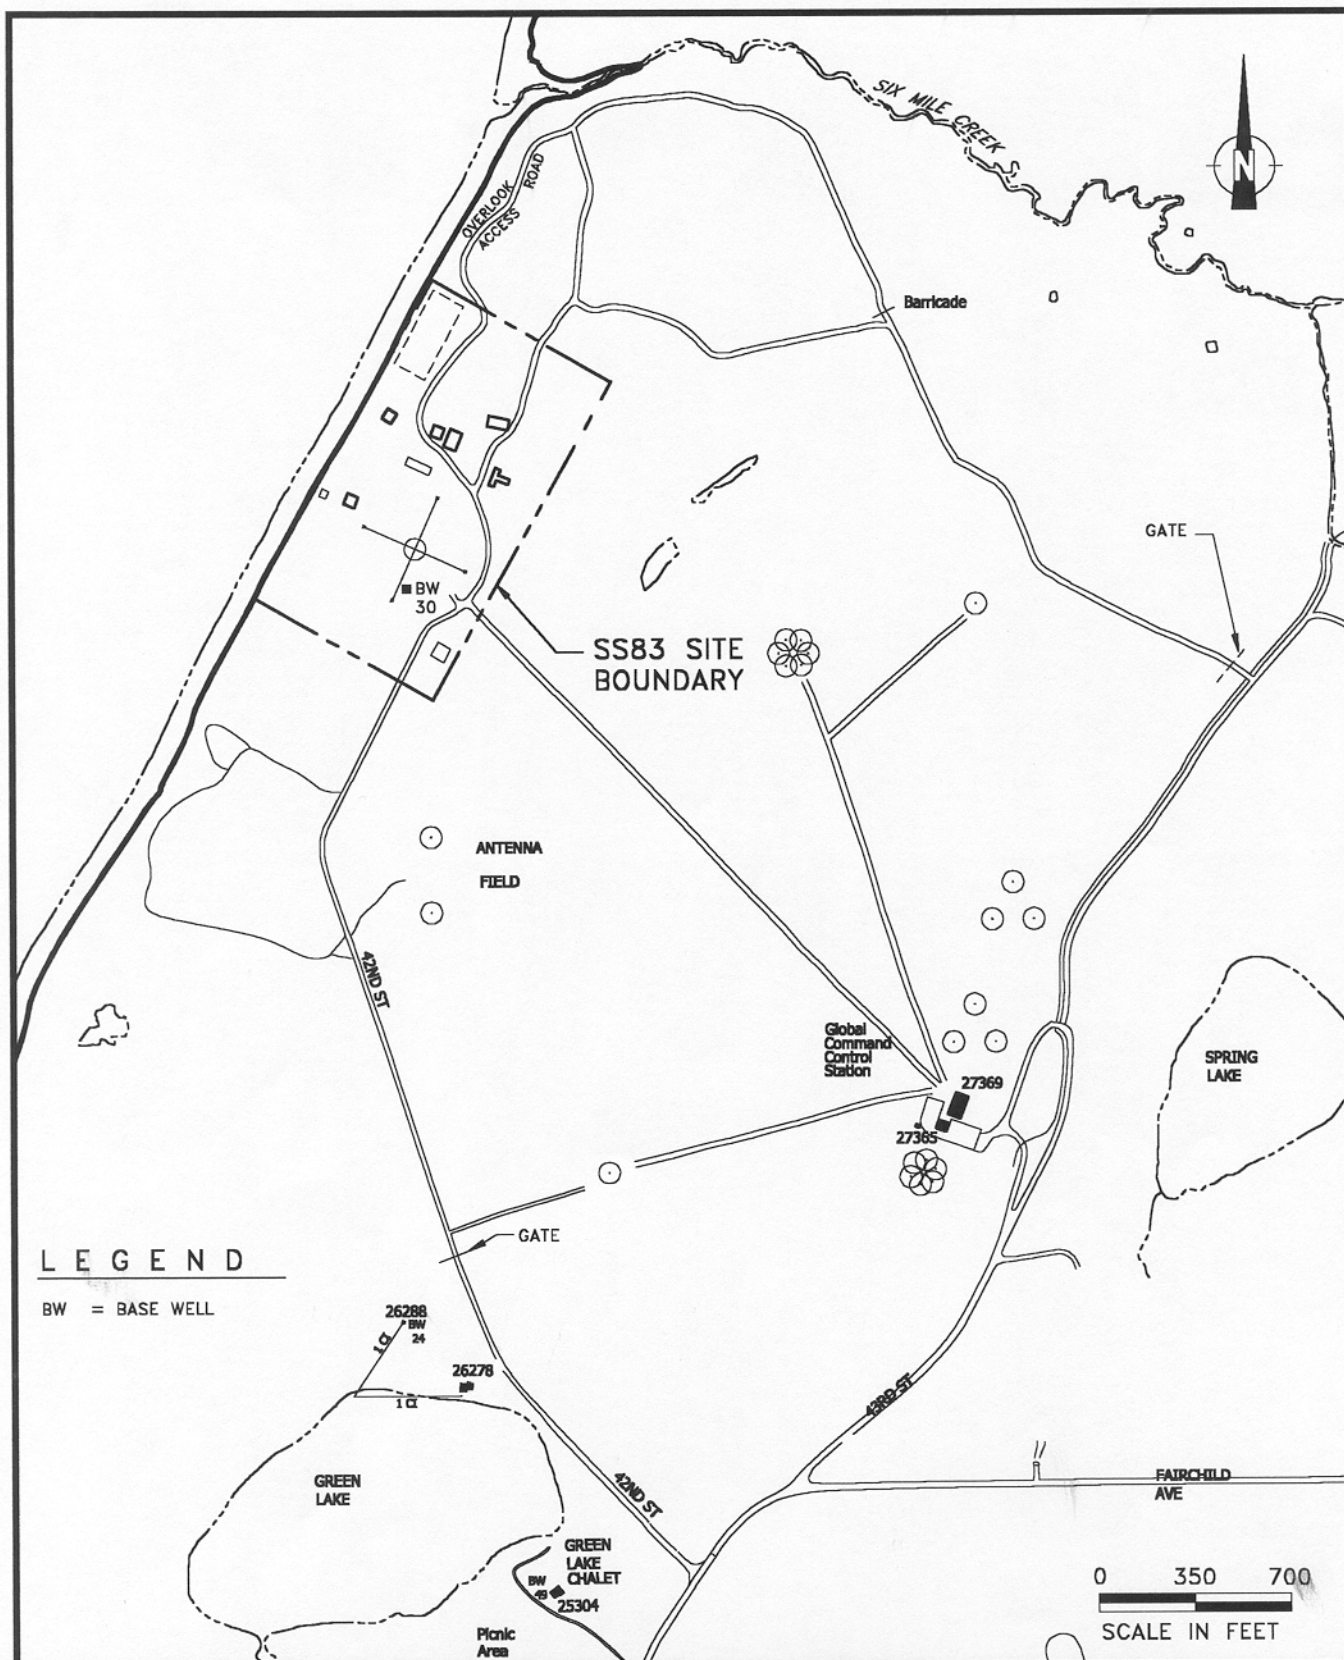 SIX MILE CREEK S
N
OVERLOOK
ACCESS
ROAD
Barricade
GATE
BW
30
SS83 SITE
BOUNDARY
ANTENNA
FIELD
42ND ST
Global
Command
Control
Station
27369
27365
SPRING
LAKE
GATE
LEGEND
BW = BASE WELL
26288
BW
24
26278
43RD ST
GREEN
LAKE
42ND ST
FAIRCHILD
AVE
GREEN
LAKE
CHALET
BW
49
25304
Picnic
Area
0 350 700
SCALE IN FEET